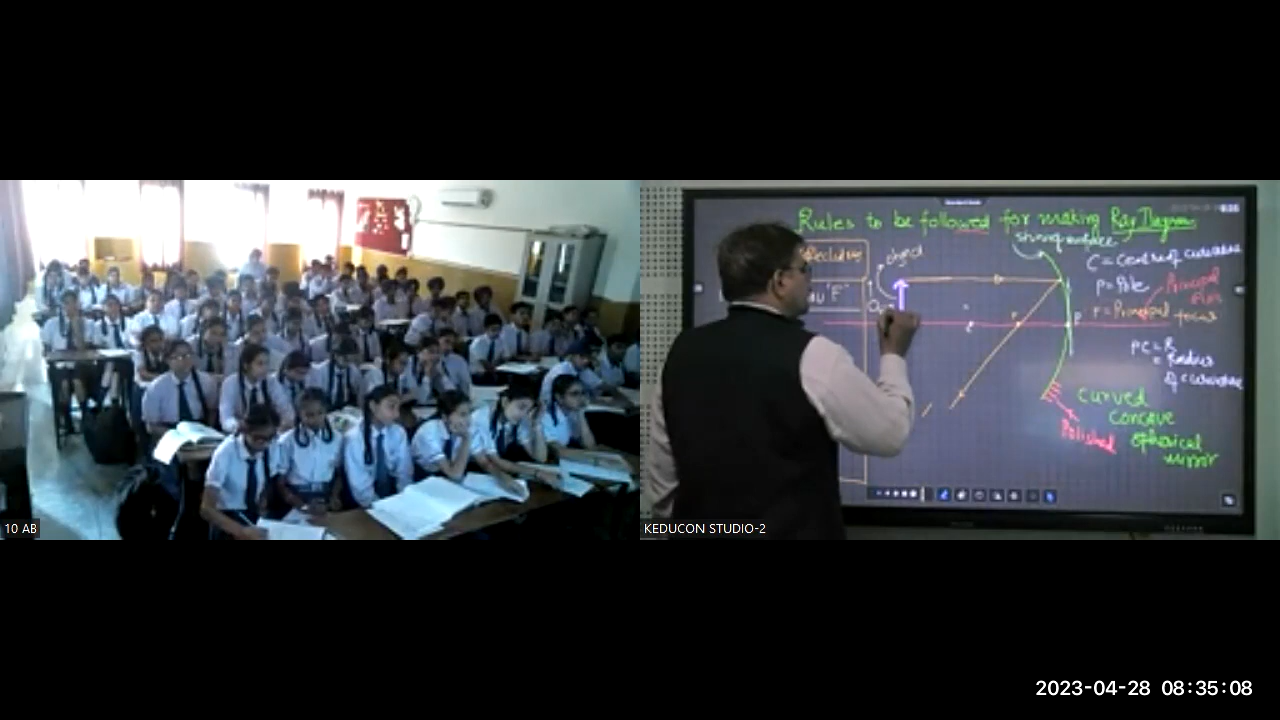 Rules to be followed for making Ray Diagram
shining surface
object
C = Centre of curvature
P = Pole
Principal
Axis
F = Principal focus
"F"
C
F
P
PC = R
= Radius
of curvature
curved
concave
Polished
spherical
mirror
10 AB
KEDUCON STUDIO-2
2023-04-28 08:35:08